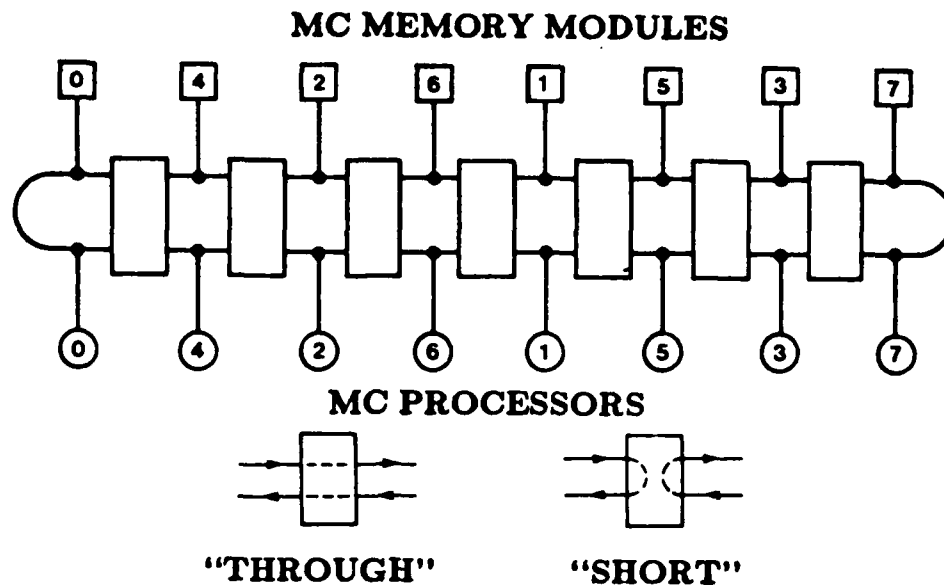 MC MEMORY MODULES
0 4 2 6 1 5 3 7
0 4 2 6 1 5 3 7
MC PROCESSORS
"THROUGH" "SHORT"